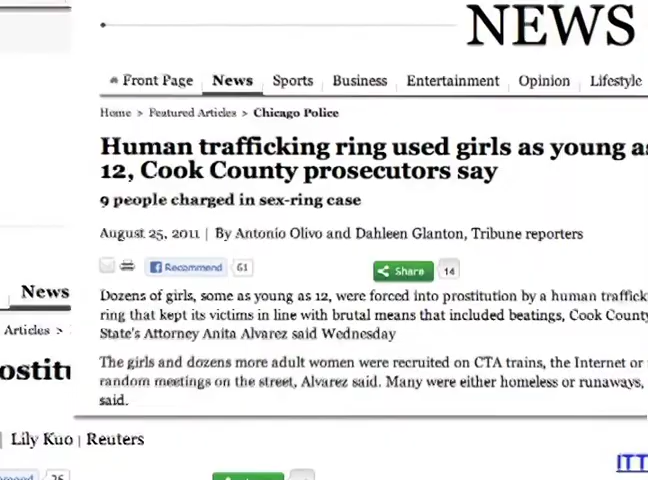 NEWS
Front Page News Sports Business Entertainment Opinion Lifestyle
Home > Featured Articles > Chicago Police
Human trafficking ring used girls as young
12, Cook County prosecutors say
9 people charged in sex-ring case
August 25, 2011 | By Antonio Olivo and Dahleen Glanton, Tribune reporters
Recommend 61 Share 14
Dozens of girls, some as young as 12, were forced into prostitution by a human
ring that kept its victims in line with brutal means that included beatings, Cook County
State's Attorney Anita Alvarez said Wednesday
The girls and dozens more adult women were recruited on CTA trains, the Internet or
random meetings on the street, Alvarez said. Many were either homeless or runaways,
said.
News
Articles >
Lily Kuo | Reuters